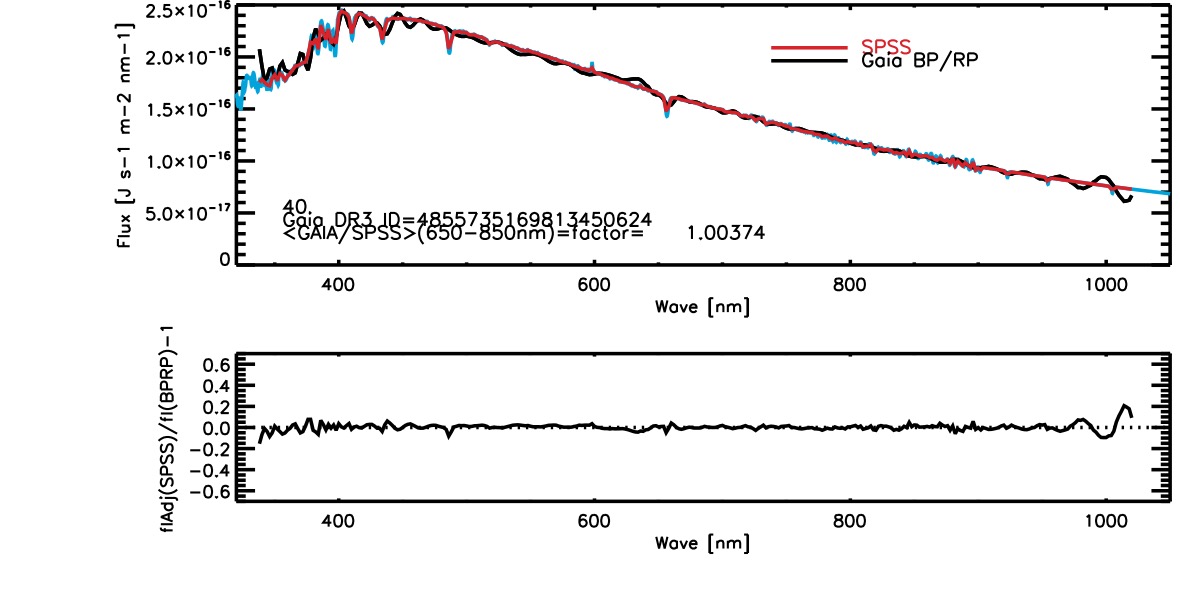 2.5×10⁻¹⁶
2.0×10⁻¹⁶
1.5×10⁻¹⁶
1.0×10⁻¹⁶
5.0×10⁻¹⁷
0
Flux [J s−1 m−2 nm−1]
SPSS
Gaia BP/RP
40.
Gaia DR3 ID=4855735169813450624
<GAIA/SPSS>(650−850nm)=factor= 1.00374
400 600 800 1000
Wave [nm]
0.6
0.4
0.2
0.0
−0.2
−0.4
−0.6
flAdj(SPSS)/fl(BPRP)−1
400 600 800 1000
Wave [nm]